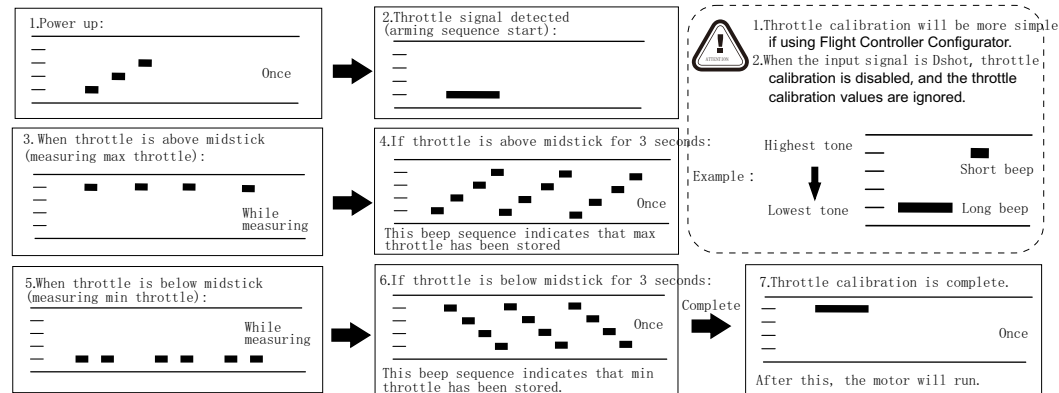 1.Power up:
Once
2.Throttle signal detected
(arming sequence start):
ATTENTION
1.Throttle calibration will be more simple
if using Flight Controller Configurator.
2.When the input signal is Dshot, throttle
calibration is disabled, and the throttle
calibration values are ignored.
3.When throttle is above midstick
(measuring max throttle):
While
measuring
4.If throttle is above midstick for 3 seconds:
Once
This beep sequence indicates that max
throttle has been stored
Example :
Highest tone
Lowest tone
Short beep
Long beep
5.When throttle is below midstick
(measuring min throttle):
While
measuring
6.If throttle is below midstick for 3 seconds:
Once
This beep sequence indicates that min
throttle has been stored.
Complete
7.Throttle calibration is complete.
Once
After this, the motor will run.